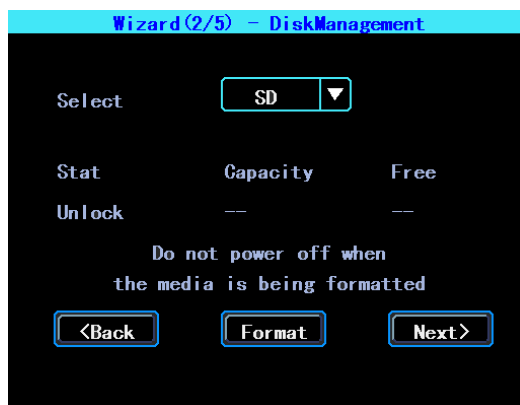 Wizard(2/5) - DiskManagement
Select SD
Stat Capacity Free
Unlock -- --
Do not power off when
the media is being formatted
<Back Format Next>